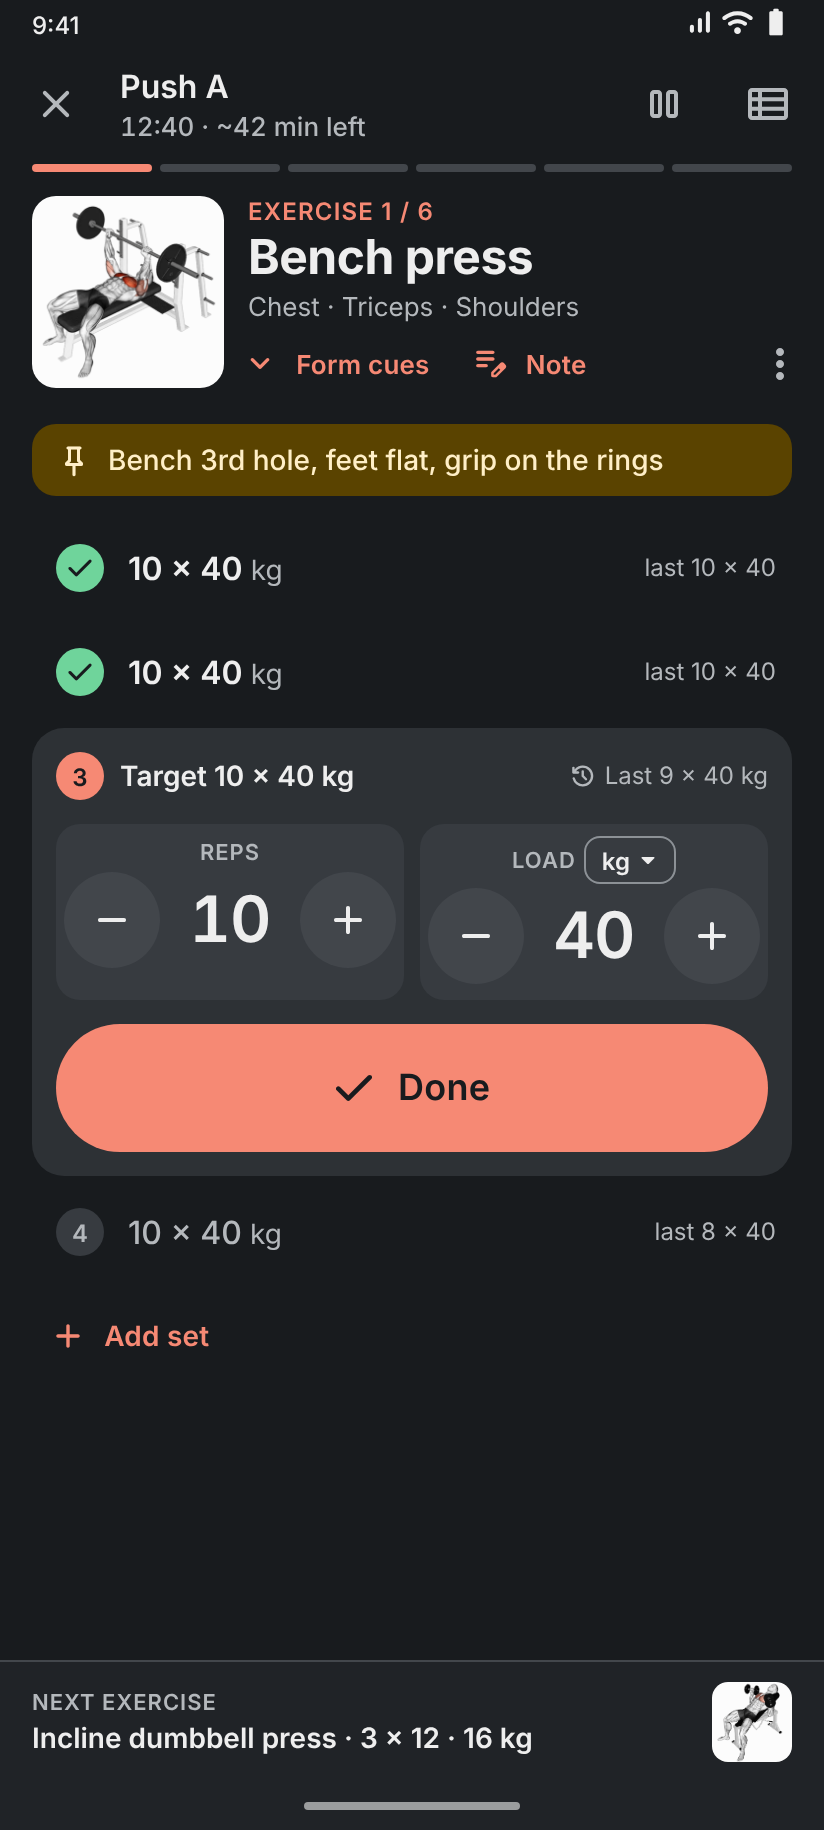 9:41
Push A
12:40 · ~42 min left
EXERCISE 1 / 6
Bench press
Chest · Triceps · Shoulders
Form cues
Note
Bench 3rd hole, feet flat, grip on the rings
10 × 40 kg
last 10 × 40
10 × 40 kg
last 10 × 40
3
Target 10 × 40 kg
Last 9 × 40 kg
REPS
LOAD
kg
10
40
Done
4
10 × 40 kg
last 8 × 40
Add set
NEXT EXERCISE
Incline dumbbell press · 3 × 12 · 16 kg